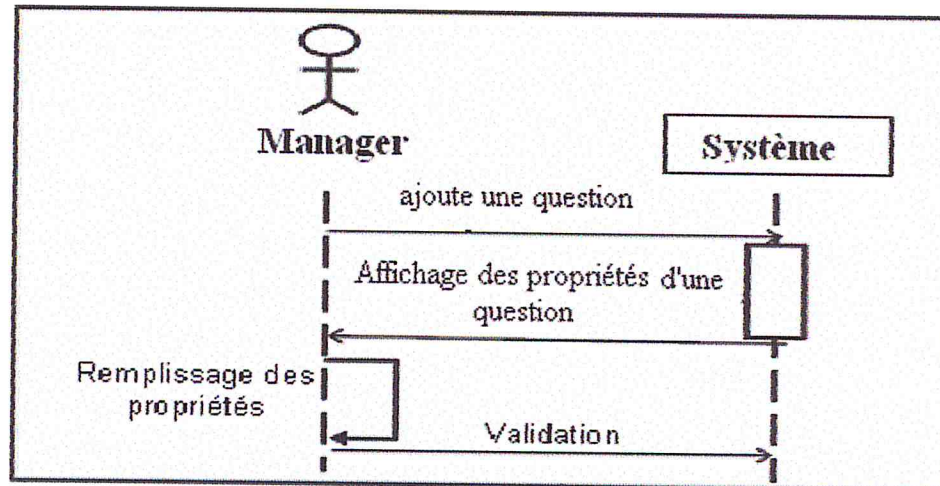 Manager
Système
ajoute une question
Affichage des propriétés d'une
question
Remplissage des
propriétés
Validation